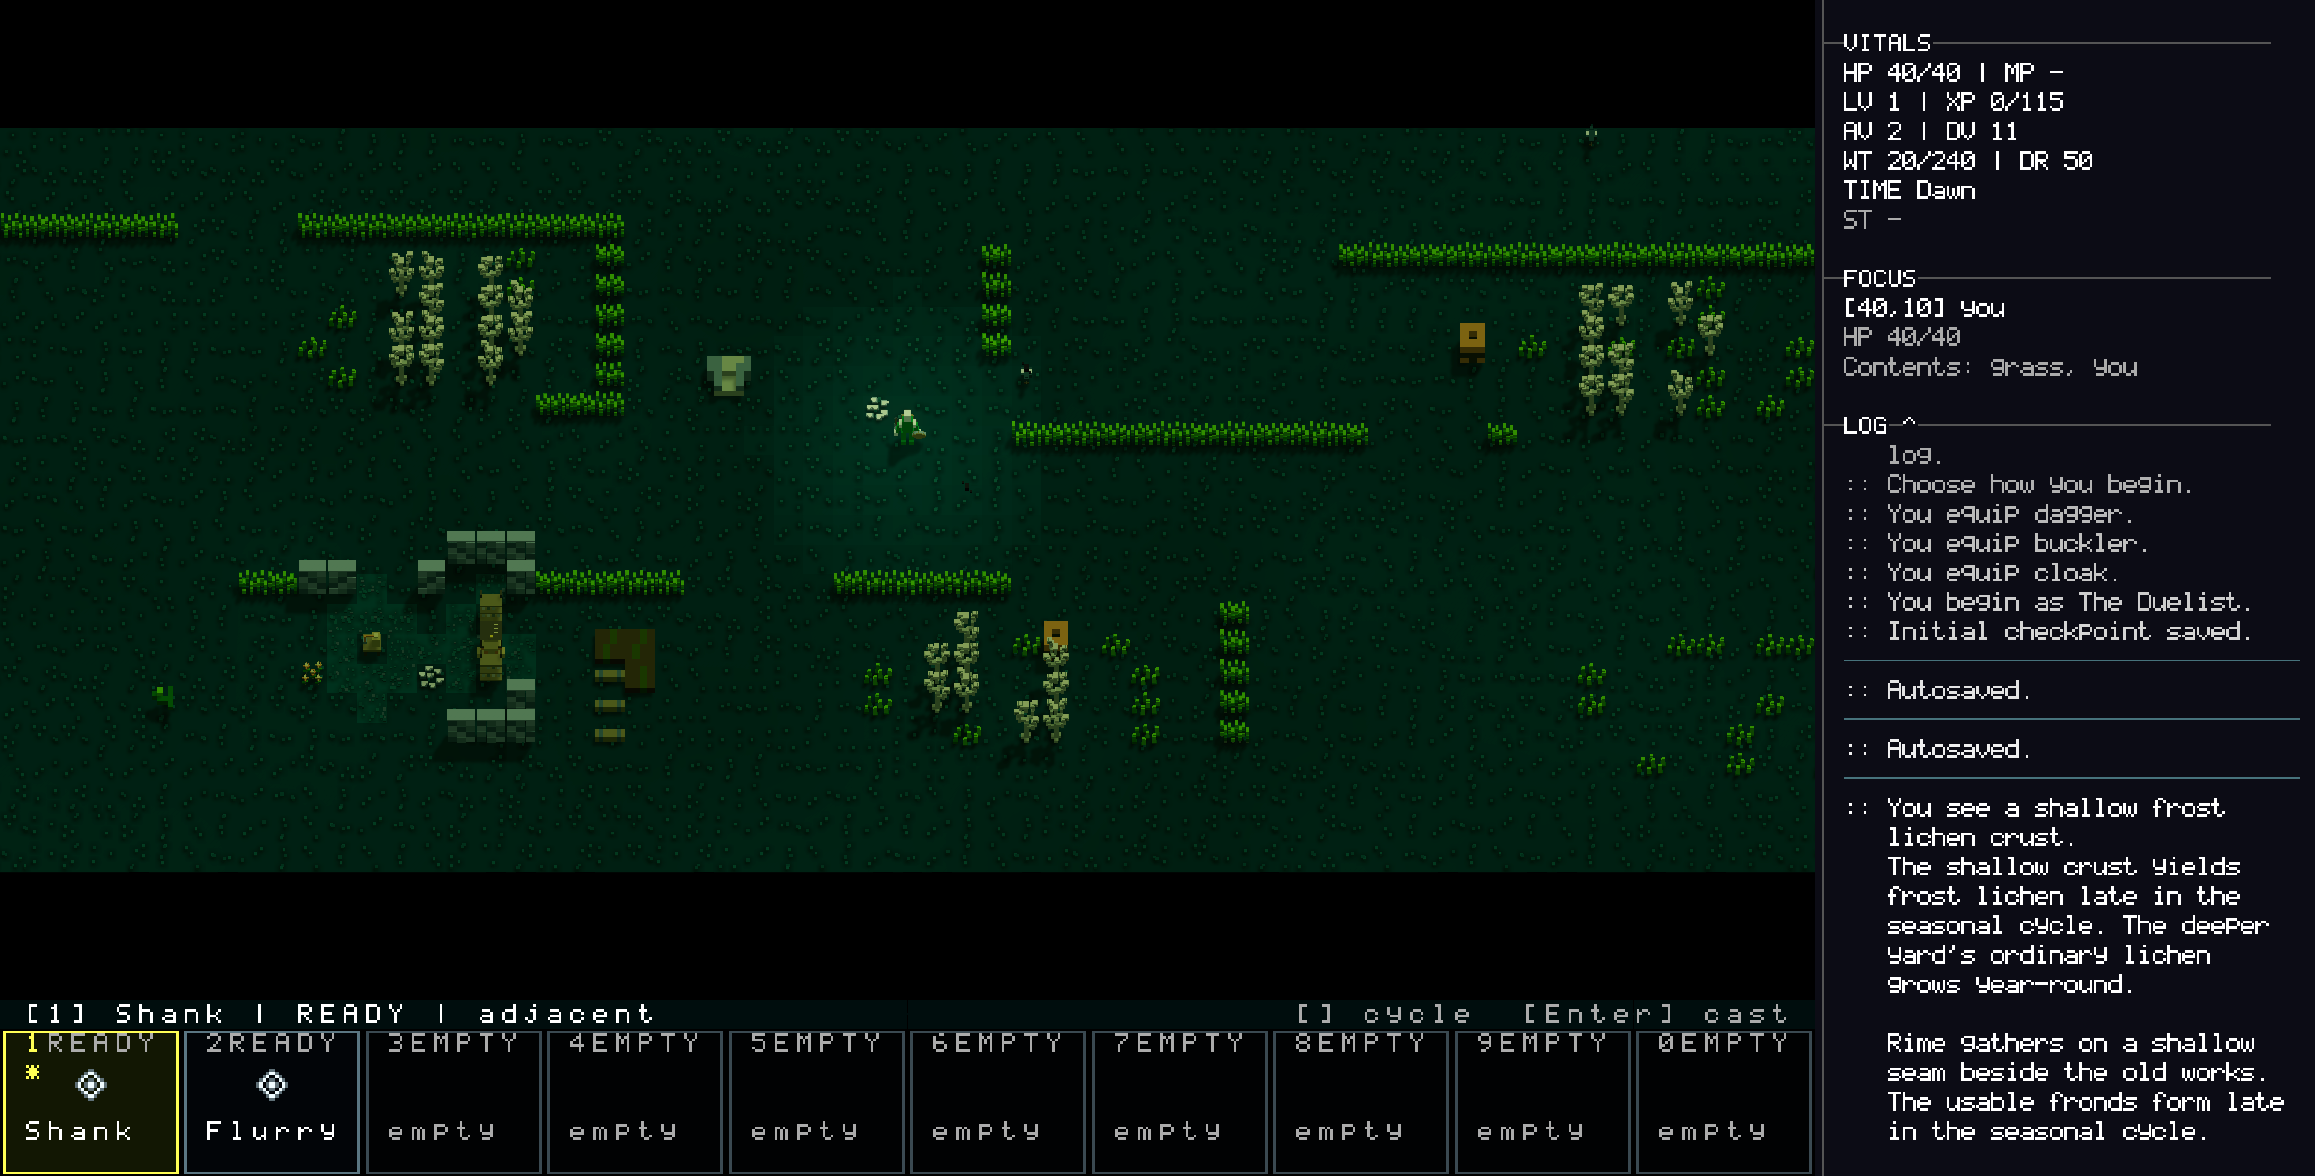 VITALS
HP 40/40 | MP -
LV 1 | XP 0/115
AV 2 | DV 11
WT 20/240 | DR 50
TIME Dawn
ST -
FOCUS
[40,10] You
HP 40/40
Contents: grass, You
LOG ^
log.
:: Choose how you begin.
:: You equip dagger.
:: You equip buckler.
:: You equip cloak.
:: You begin as The Duelist.
:: Initial checkpoint saved.
:: Autosaved.
:: Autosaved.
:: You see a shallow frost
lichen crust.
The shallow crust yields
frost lichen late in the
seasonal cycle. The deeper
yard's ordinary lichen
grows year-round.
Rime gathers on a shallow
seam beside the old works.
The usable fronds form late
in the seasonal cycle.
[1] Shank | READY | adjacent
[] cycle [Enter] cast
1READY 2READY 3EMPTY 4EMPTY 5EMPTY 6EMPTY 7EMPTY 8EMPTY 9EMPTY 0EMPTY
*
Shank Flurry empty empty empty empty empty empty empty empty